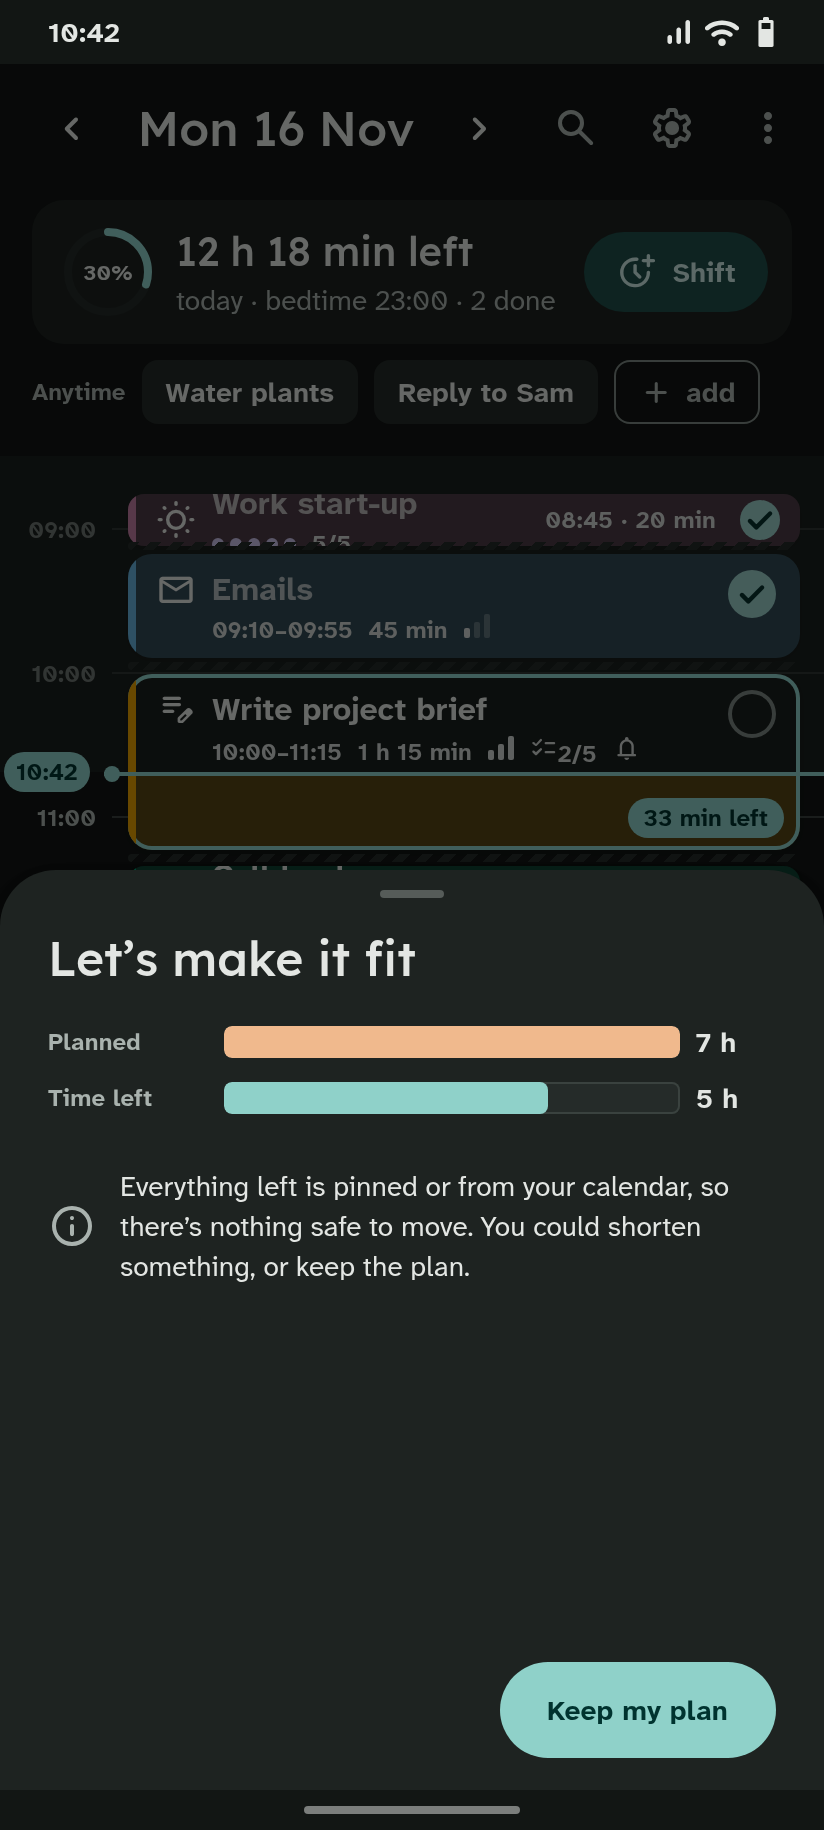 10:42
Mon 16 Nov
30%
12 h 18 min left
today · bedtime 23:00 · 2 done
Shift
Anytime
Water plants
Reply to Sam
add
09:00
Work start-up
5/5
08:45 · 20 min
Emails
09:10–09:55 45 min
10:00
Write project brief
10:00–11:15 1 h 15 min 2/5
10:42
11:00
33 min left
Let's make it fit
Planned
7 h
Time left
5 h
Everything left is pinned or from your calendar, so
there's nothing safe to move. You could shorten
something, or keep the plan.
Keep my plan